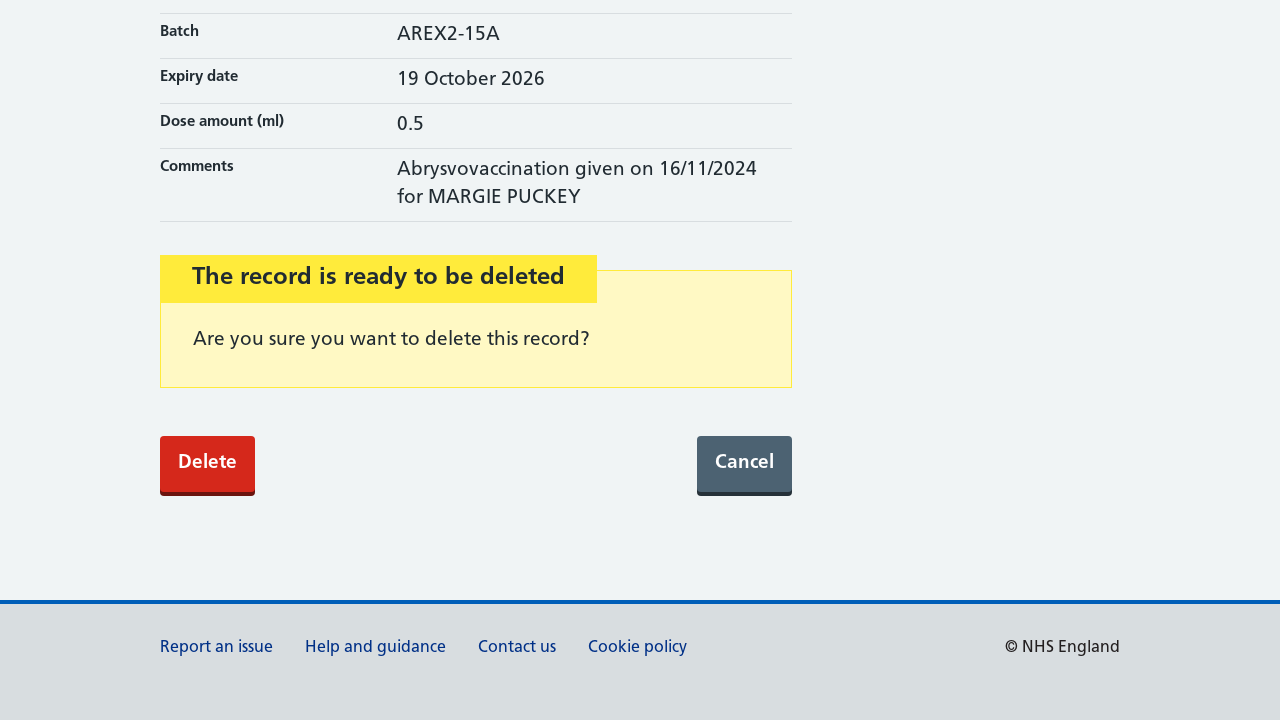 Batch
AREX2-15A
Expiry date
19 October 2026
Dose amount (ml)
0.5
Comments
Abrysvovaccination given on 16/11/2024
for MARGIE PUCKEY
The record is ready to be deleted
Are you sure you want to delete this record?
Delete
Cancel
Report an issue
Help and guidance
Contact us
Cookie policy
© NHS England